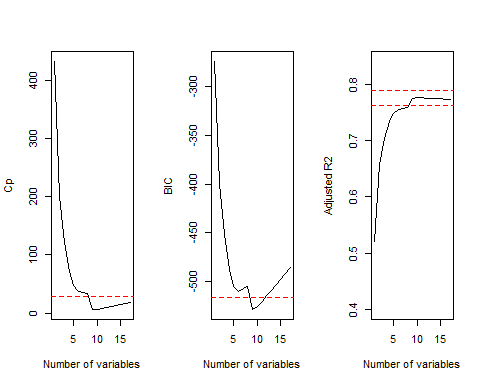 Cp
400
300
200
100
0
5 10 15
Number of variables
BIC
-300
-350
-400
-450
-500
5 10 15
Number of variables
Adjusted R2
0.8
0.7
0.6
0.5
0.4
5 10 15
Number of variables